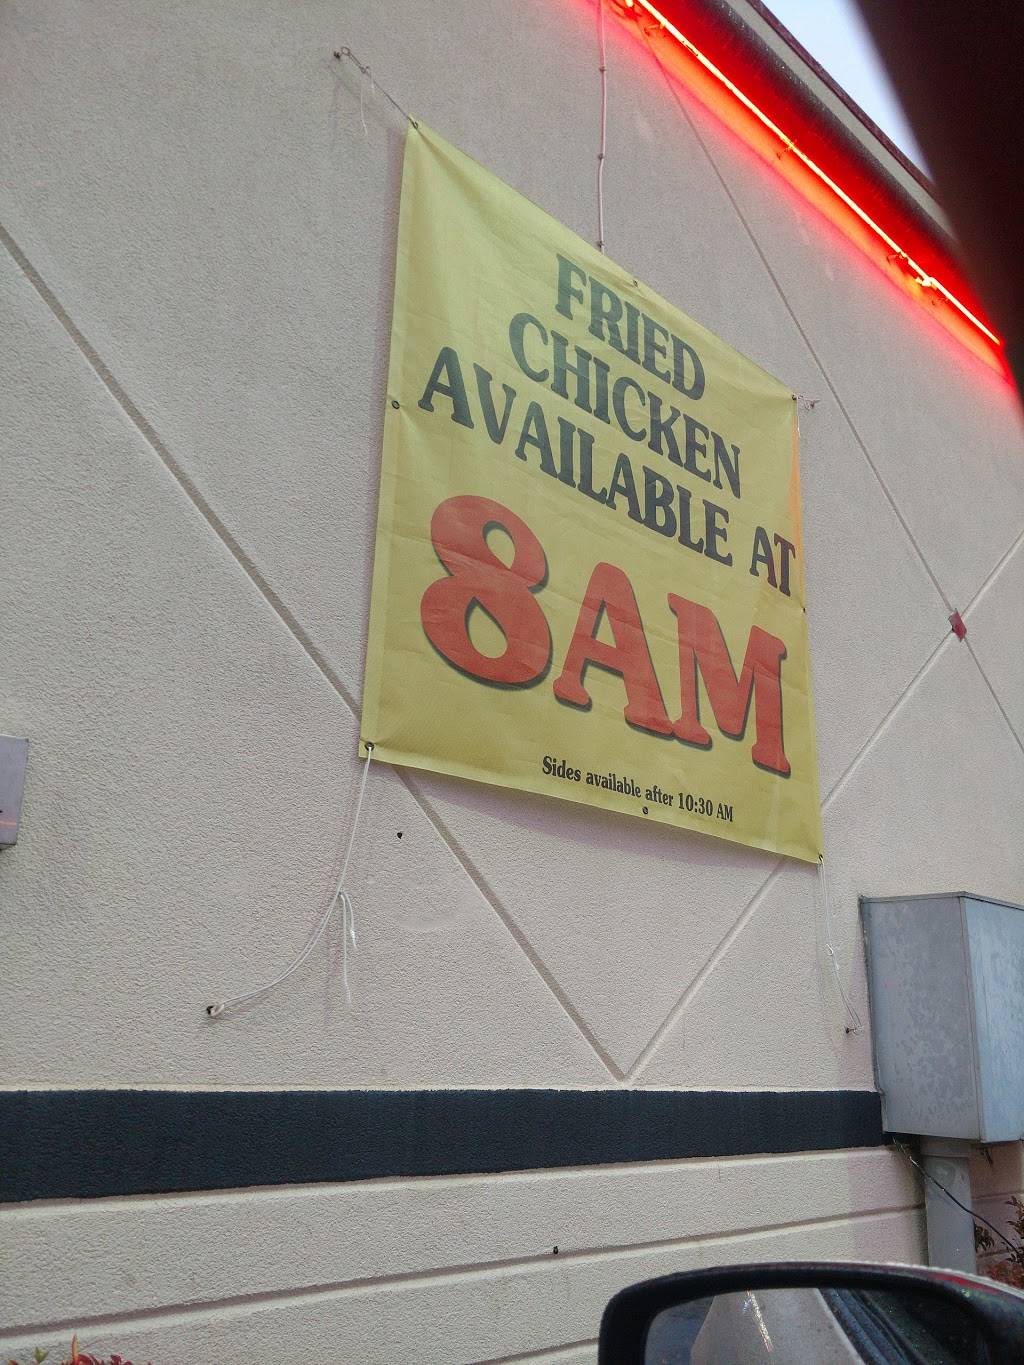 FRIED
CHICKEN
AVAILABLE AT
8AM
Sides available after 10:30 AM